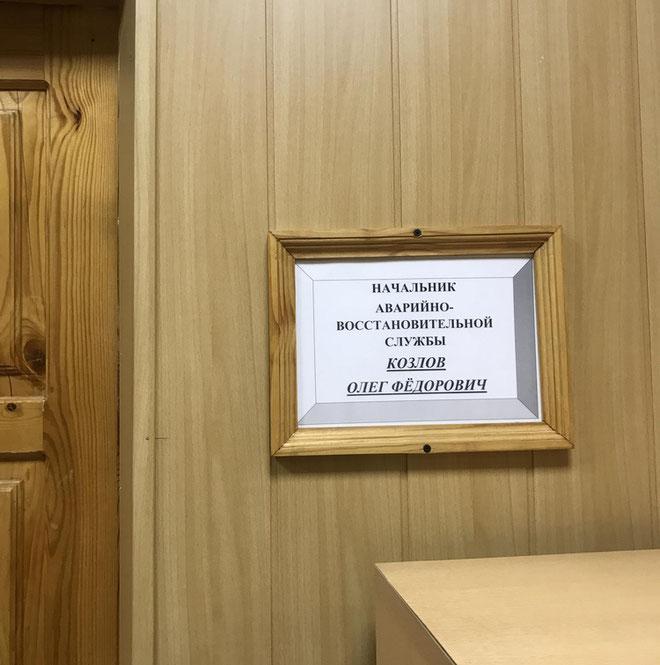 НАЧАЛЬНИК
АВАРИЙНО-
ВОССТАНОВИТЕЛЬНОЙ
СЛУЖБЫ
КОЗЛОВ
ОЛЕГ ФЁДОРОВИЧ